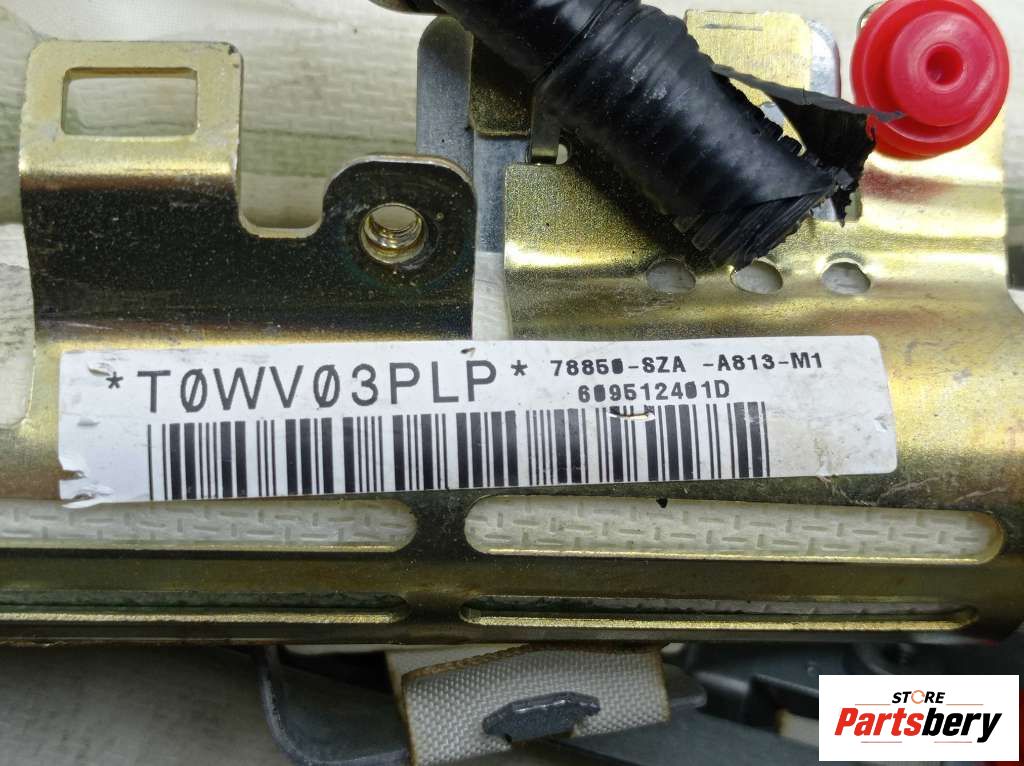 *T0WV03PLP* 78850-SZA -A813-M1
609512401D
STORE
Partsbery